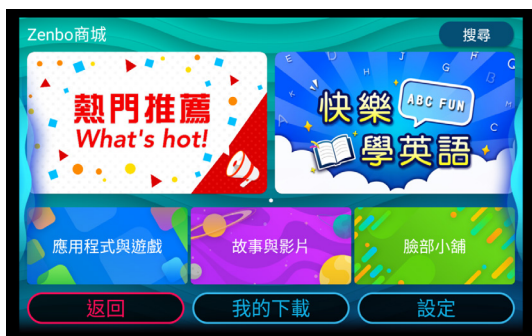 Zenbo商城
搜尋
熱門推薦
What's hot!
快樂
ABC FUN
學英語
應用程式與遊戲
故事與影片
臉部小舖
返回
我的下載
設定